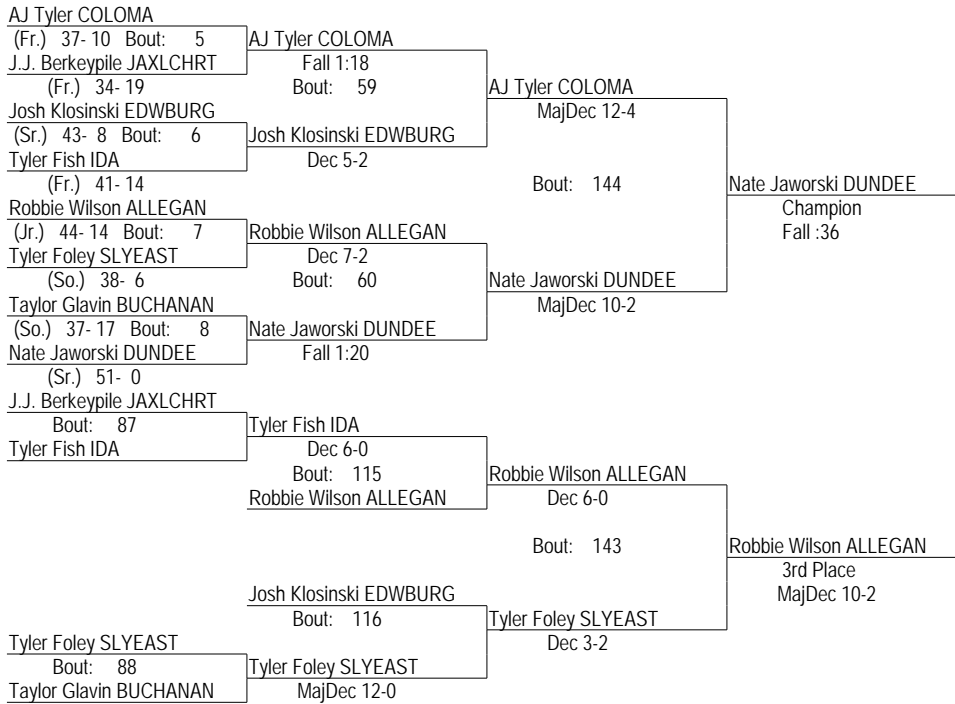 AJ Tyler COLOMA
(Fr.) 37- 10 Bout: 5 AJ Tyler COLOMA
J.J. Berkeypile JAXLCHRT Fall 1:18
(Fr.) 34- 19 Bout: 59 AJ Tyler COLOMA
Josh Klosinski EDWBURG MajDec 12-4
(Sr.) 43- 8 Bout: 6 Josh Klosinski EDWBURG
Tyler Fish IDA Dec 5-2
(Fr.) 41- 14 Bout: 144 Nate Jaworski DUNDEE
Robbie Wilson ALLEGAN Champion
(Jr.) 44- 14 Bout: 7 Robbie Wilson ALLEGAN Fall :36
Tyler Foley SLYEAST Dec 7-2
(So.) 38- 6 Bout: 60 Nate Jaworski DUNDEE
Taylor Glavin BUCHANAN MajDec 10-2
(So.) 37- 17 Bout: 8 Nate Jaworski DUNDEE
Nate Jaworski DUNDEE Fall 1:20
(Sr.) 51- 0
J.J. Berkeypile JAXLCHRT
Bout: 87 Tyler Fish IDA
Tyler Fish IDA Dec 6-0
Bout: 115 Robbie Wilson ALLEGAN
Robbie Wilson ALLEGAN Dec 6-0
Bout: 143 Robbie Wilson ALLEGAN
3rd Place
Josh Klosinski EDWBURG MajDec 10-2
Bout: 116 Tyler Foley SLYEAST
Tyler Foley SLYEAST Dec 3-2
Bout: 88 Tyler Foley SLYEAST
Taylor Glavin BUCHANAN MajDec 12-0